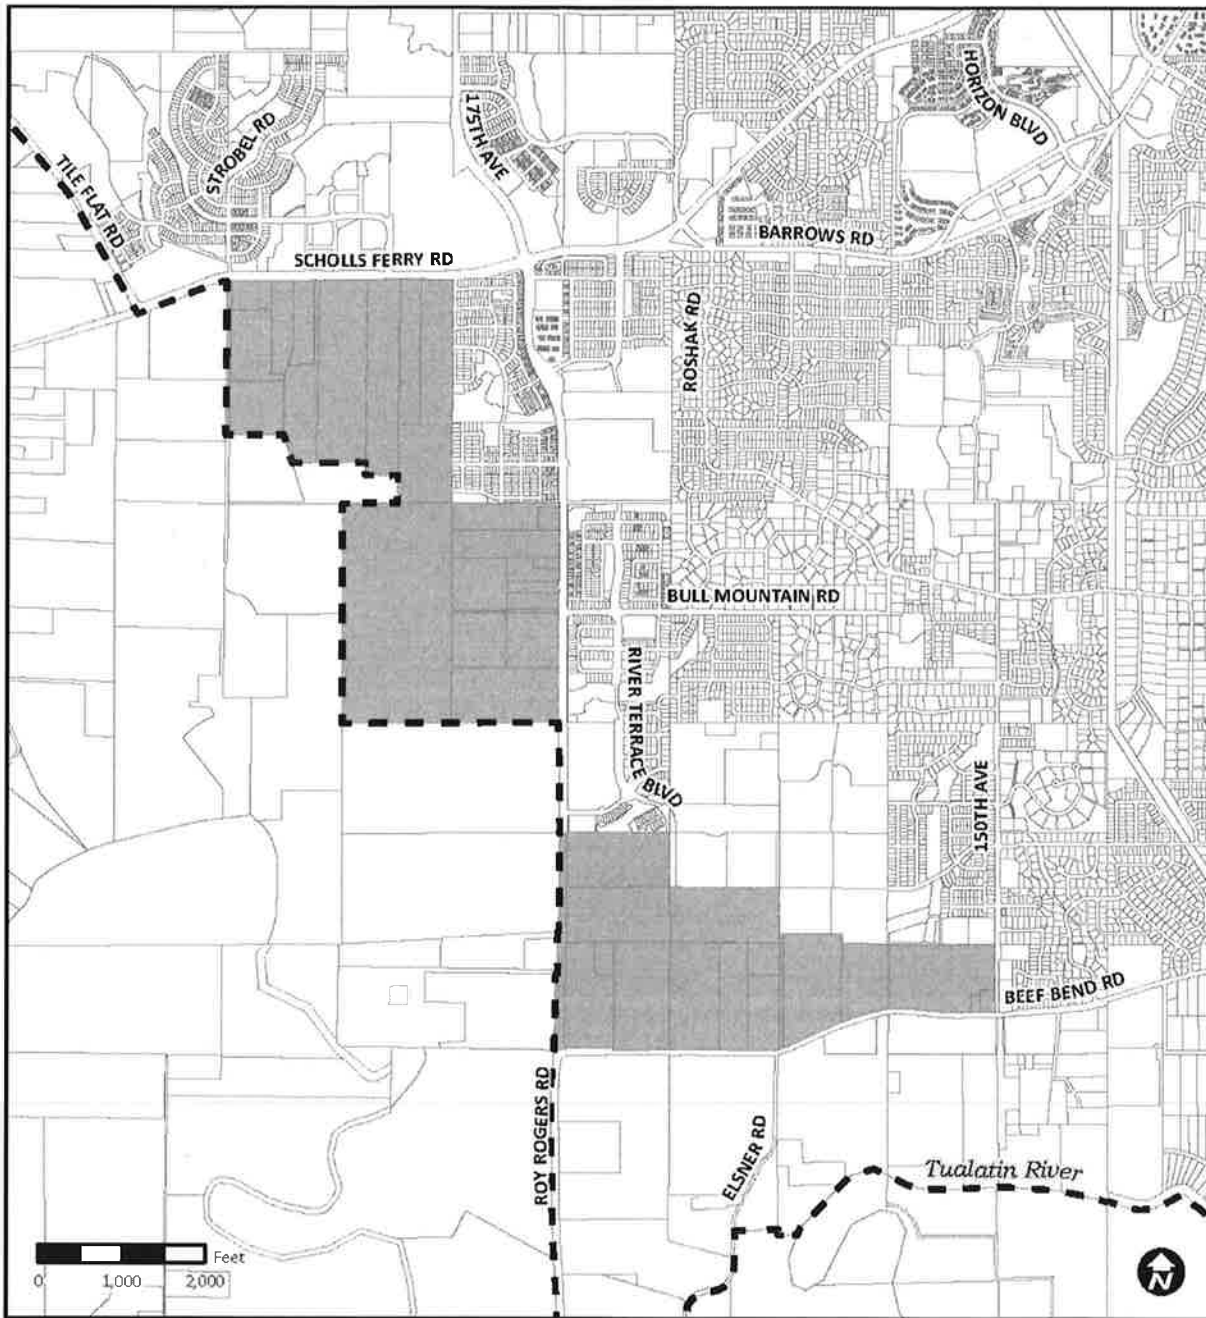 HORIZON BLVD
175TH AVE
STROBEL RD
TILE FLAT RD
BARROWS RD
SCHOLLS FERRY RD
ROSHAK RD
BULL MOUNTAIN RD
RIVER TERRACE BLVD
150TH AVE
BEEF BEND RD
ROY ROGERS RD
ELSNER RD
Tualatin River
Feet
0 1,000 2,000
N